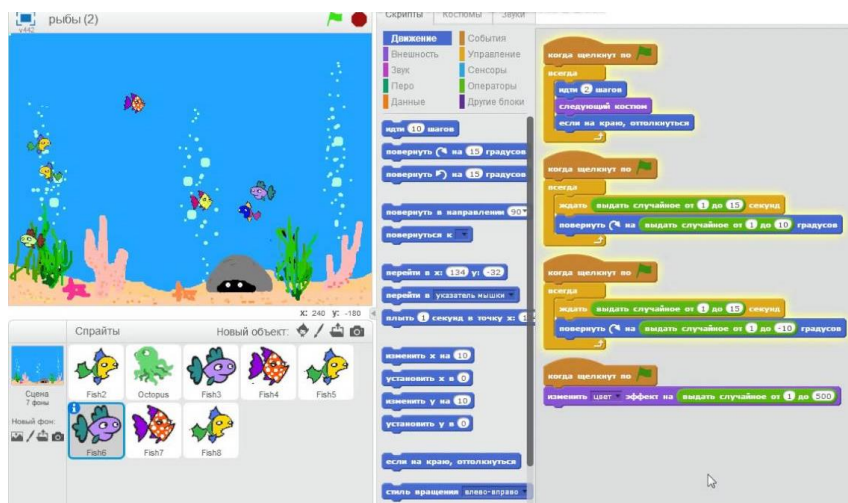 рыбы (2)
v442
Скрипты Костюмы Звуки
Движение События
Внешность Управление
Звук Сенсоры
Перо Операторы
Данные Другие блоки
идти 10 шагов
повернуть на 15 градусов
повернуть на 15 градусов
повернуть в направлении 90
повернуться к
перейти в x: 134 y: -32
перейти в указатель мышки
плыть 1 секунд в точку x:
изменить x на 10
установить x в 0
изменить y на 10
установить y в 0
если на краю, оттолкнуться
стиль вращения влево-вправо
когда щелкнут по
всегда
идти 2 шагов
следующий костюм
если на краю, оттолкнуться
когда щелкнут по
всегда
ждать выдать случайное от 1 до 15 секунд
повернуть на выдать случайное от 1 до 10 градусов
когда щелкнут по
всегда
ждать выдать случайное от 1 до 15 секунд
повернуть на выдать случайное от 1 до -10 градусов
когда щелкнут по
изменить цвет эффект на выдать случайное от 1 до 500
x: 240 y: -180
Спрайты Новый объект:
Сцена
7 фоны
Новый фон:
Fish2 Octopus Fish3 Fish4 Fish5
Fish6 Fish7 Fish8